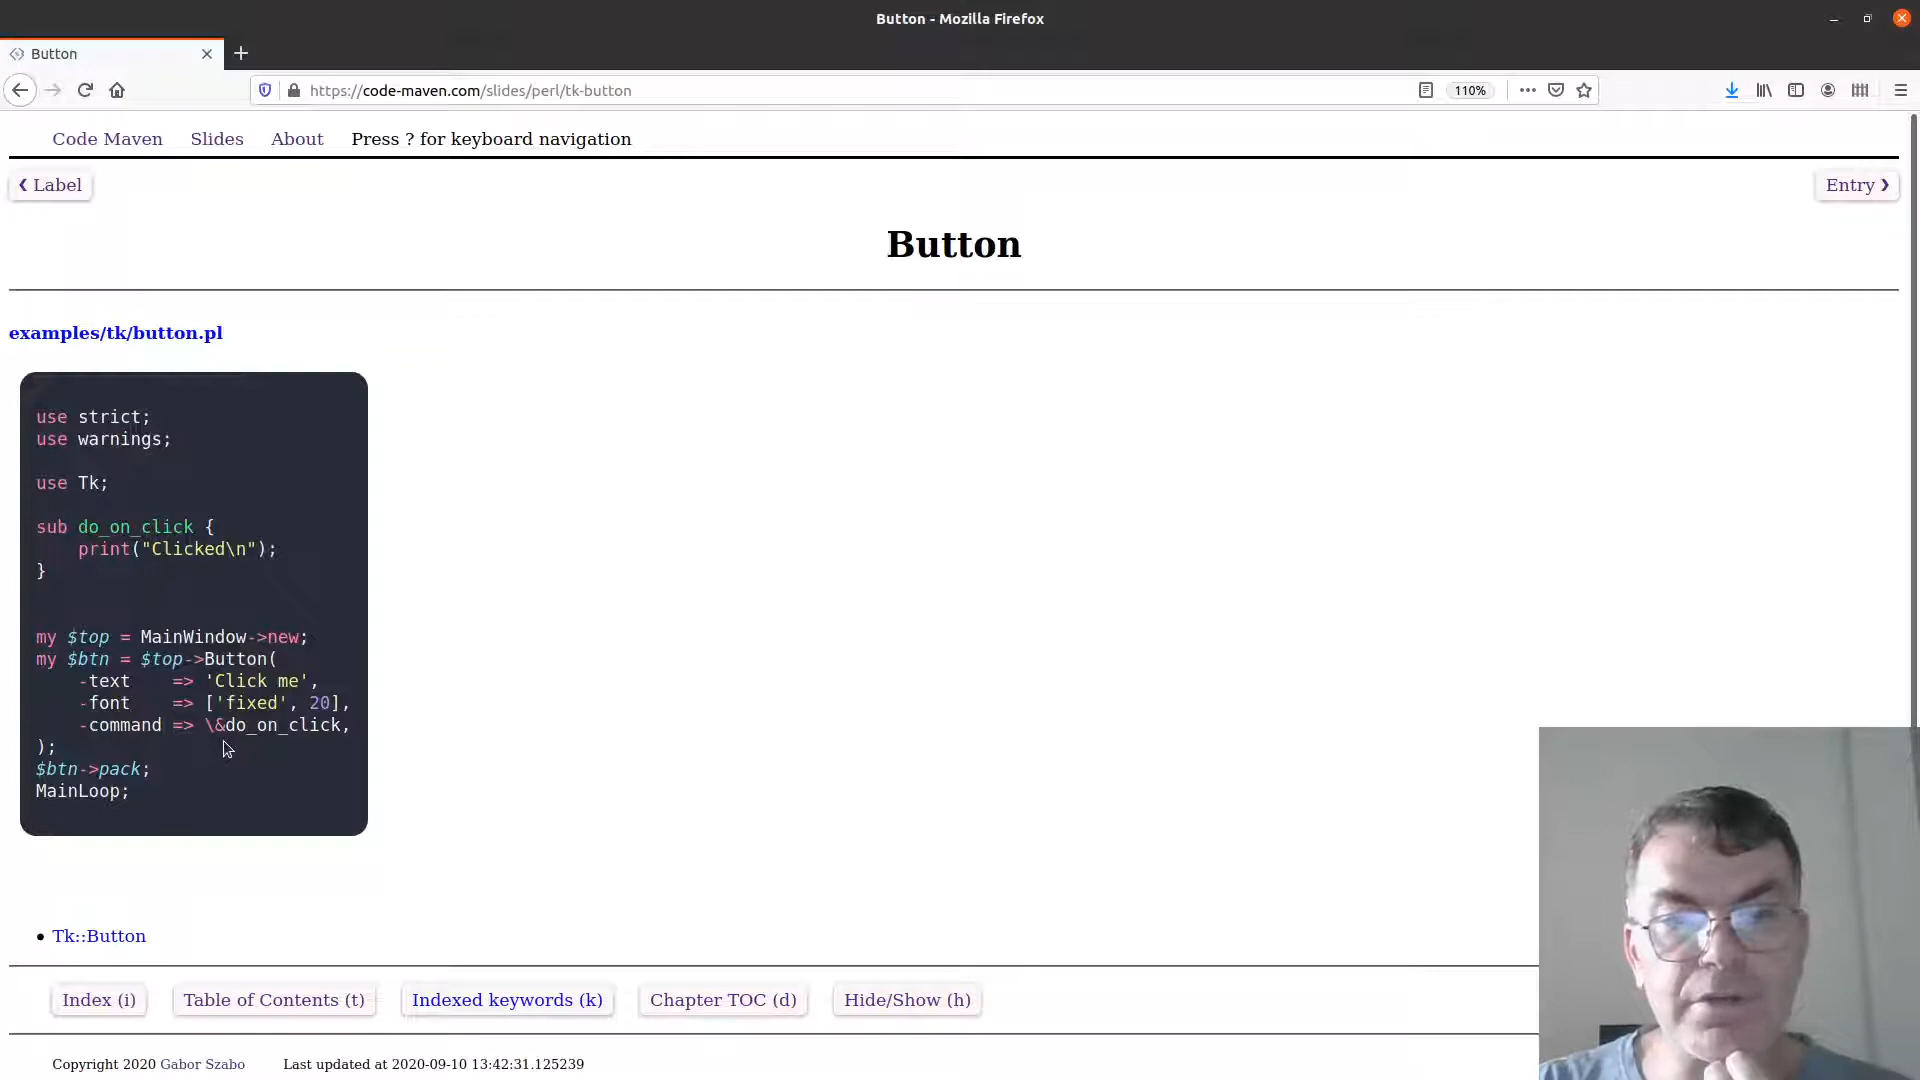 Button - Mozilla Firefox
Button
https://code-maven.com/slides/perl/tk-button
110%
Code Maven Slides About Press ? for keyboard navigation
❮ Label
Entry ❯
Button
examples/tk/button.pl
use strict;
use warnings;
use Tk;
sub do_on_click {
    print("Clicked\n");
}
my $top = MainWindow->new;
my $btn = $top->Button(
    -text    => 'Click me',
    -font    => ['fixed', 20],
    -command => \&do_on_click,
);
$btn->pack;
MainLoop;
• Tk::Button
Index (i) Table of Contents (t) Indexed keywords (k) Chapter TOC (d) Hide/Show (h)
Copyright 2020 Gabor Szabo Last updated at 2020-09-10 13:42:31.125239